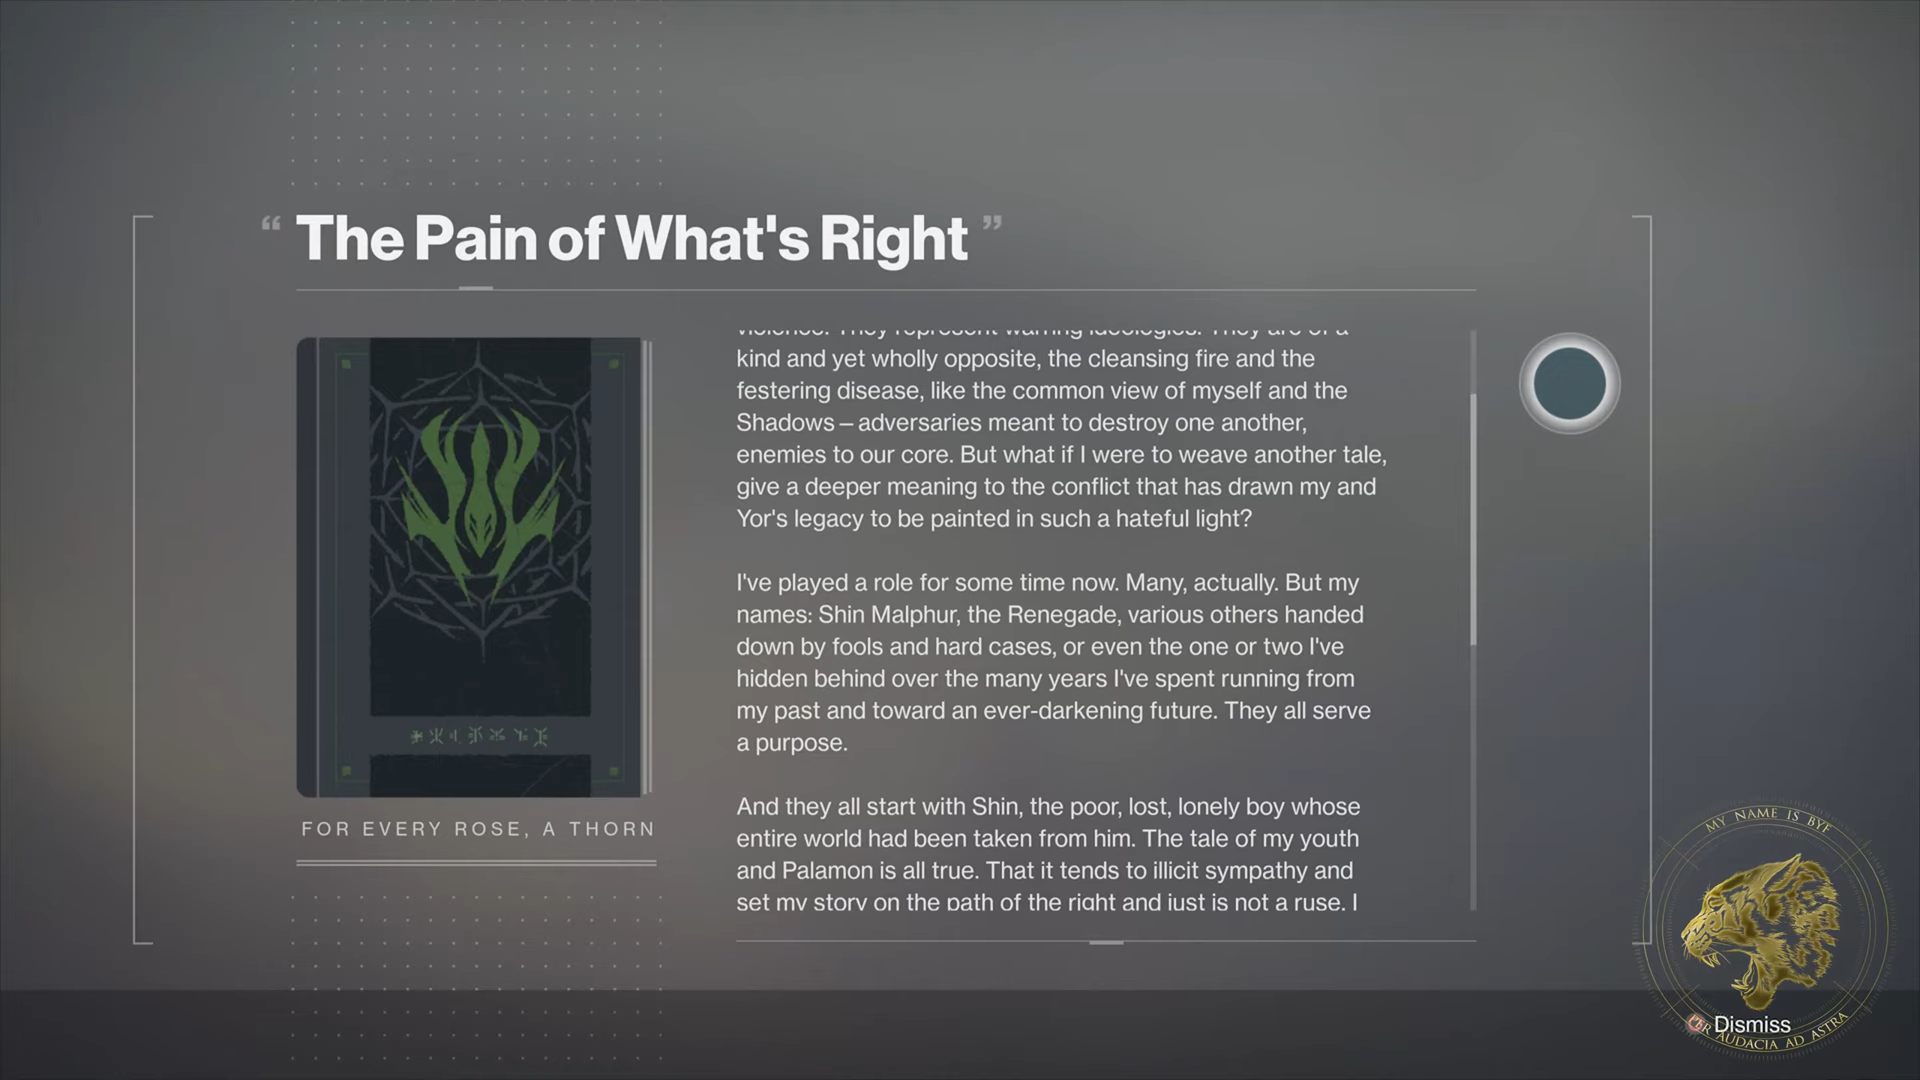 “ The Pain of What's Right ”
violence. They represent warring ideologies. They are of a
kind and yet wholly opposite, the cleansing fire and the
festering disease, like the common view of myself and the
Shadows – adversaries meant to destroy one another,
enemies to our core. But what if I were to weave another tale,
give a deeper meaning to the conflict that has drawn my and
Yor's legacy to be painted in such a hateful light?
I've played a role for some time now. Many, actually. But my
names: Shin Malphur, the Renegade, various others handed
down by fools and hard cases, or even the one or two I've
hidden behind over the many years I've spent running from
my past and toward an ever-darkening future. They all serve
a purpose.
And they all start with Shin, the poor, lost, lonely boy whose
entire world had been taken from him. The tale of my youth
and Palamon is all true. That it tends to illicit sympathy and
set my story on the path of the right and just is not a ruse. I
FOR EVERY ROSE, A THORN
MY NAME IS BYF
Dismiss
PER AUDACIA AD ASTRA